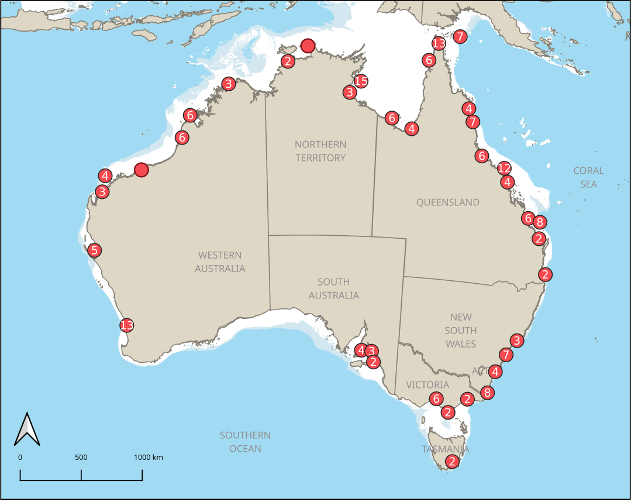 7
13
6
2
3
15
3
6
6
4
6
4
7
NORTHERN
TERRITORY
6
12
4
CORAL
SEA
4
3
QUEENSLAND
6
8
2
5
WESTERN
AUSTRALIA
2
SOUTH
AUSTRALIA
13
NEW
SOUTH
WALES
3
4
3
7
2
4
VICTORIA
8
6
2
2
SOUTHERN
OCEAN
TASMANIA
2
0
500
1000 km